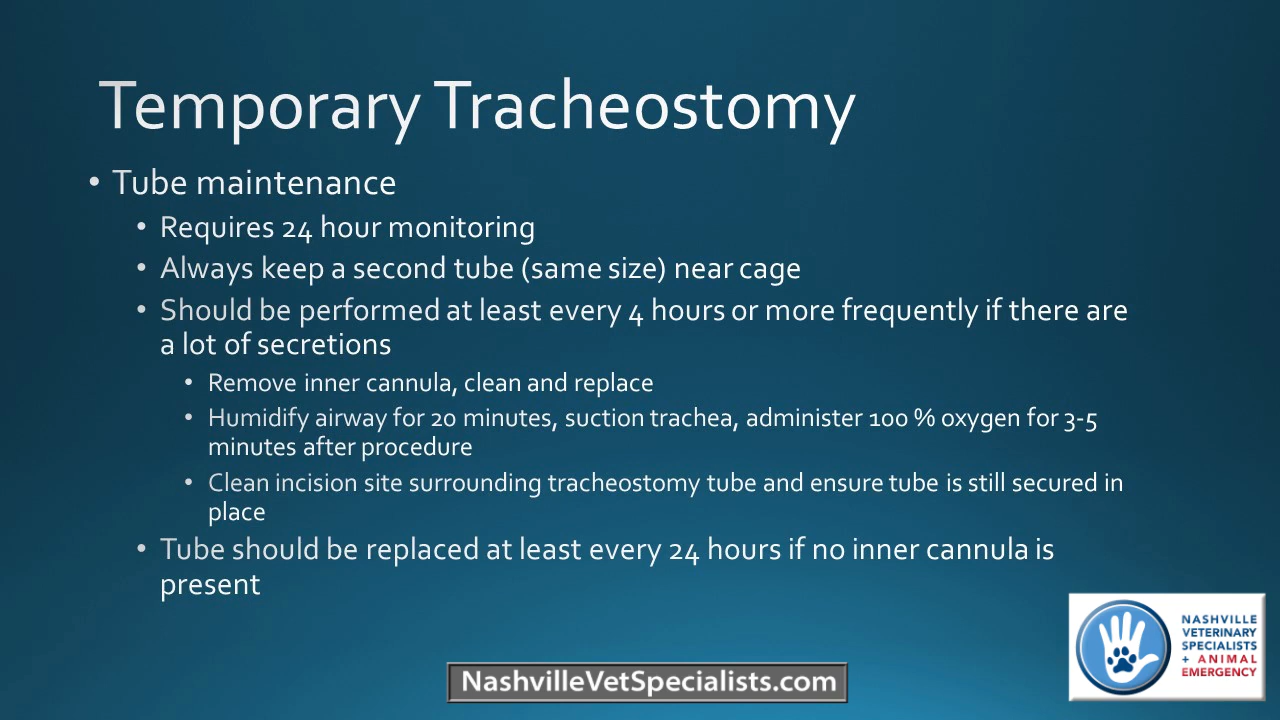 Temporary Tracheostomy
• Tube maintenance
• Requires 24 hour monitoring
• Always keep a second tube (same size) near cage
• Should be performed at least every 4 hours or more frequently if there are
a lot of secretions
• Remove inner cannula, clean and replace
• Humidify airway for 20 minutes, suction trachea, administer 100 % oxygen for 3-5
minutes after procedure
• Clean incision site surrounding tracheostomy tube and ensure tube is still secured in
place
• Tube should be replaced at least every 24 hours if no inner cannula is
present
NASHVILLE
VETERINARY
SPECIALISTS
+ ANIMAL
EMERGENCY
NashvilleVetSpecialists.com